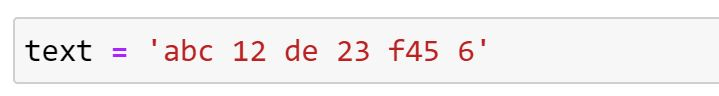 text = 'abc 12 de 23 f45 6'